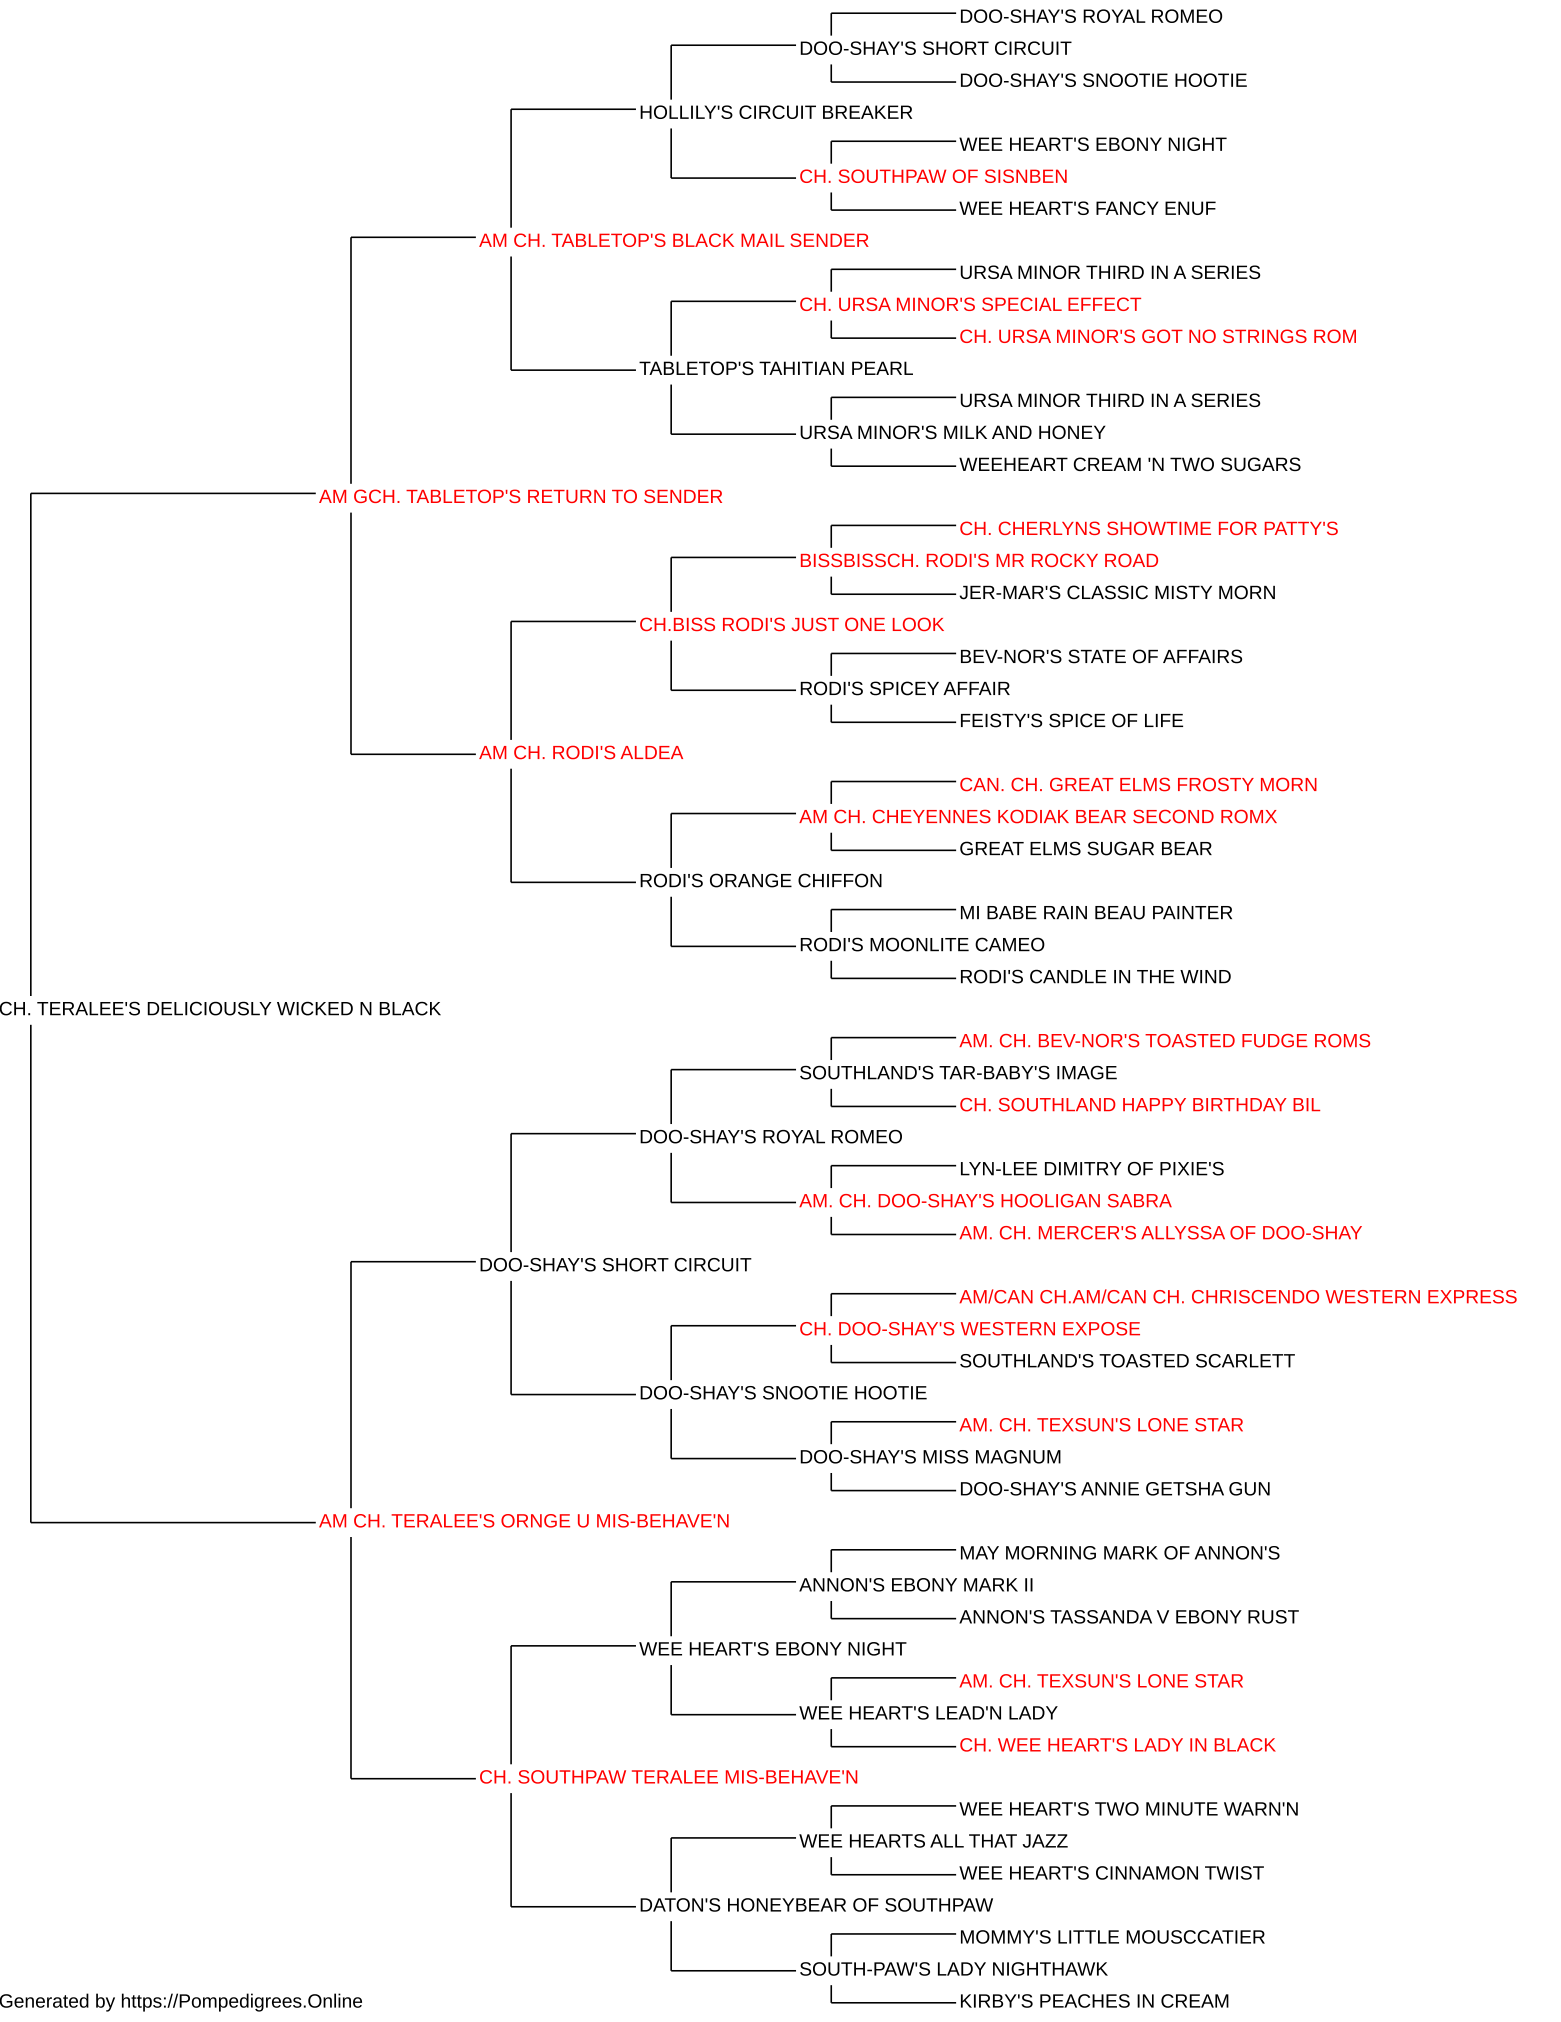 DOO-SHAY'S ROYAL ROMEO
DOO-SHAY'S SHORT CIRCUIT
DOO-SHAY'S SNOOTIE HOOTIE
HOLLILY'S CIRCUIT BREAKER
WEE HEART'S EBONY NIGHT
CH. SOUTHPAW OF SISNBEN
WEE HEART'S FANCY ENUF
AM CH. TABLETOP'S BLACK MAIL SENDER
URSA MINOR THIRD IN A SERIES
CH. URSA MINOR'S SPECIAL EFFECT
CH. URSA MINOR'S GOT NO STRINGS ROM
TABLETOP'S TAHITIAN PEARL
URSA MINOR THIRD IN A SERIES
URSA MINOR'S MILK AND HONEY
WEEHEART CREAM 'N TWO SUGARS
AM GCH. TABLETOP'S RETURN TO SENDER
CH. CHERLYNS SHOWTIME FOR PATTY'S
BISSBISSCH. RODI'S MR ROCKY ROAD
JER-MAR'S CLASSIC MISTY MORN
CH.BISS RODI'S JUST ONE LOOK
BEV-NOR'S STATE OF AFFAIRS
RODI'S SPICEY AFFAIR
FEISTY'S SPICE OF LIFE
AM CH. RODI'S ALDEA
CAN. CH. GREAT ELMS FROSTY MORN
AM CH. CHEYENNES KODIAK BEAR SECOND ROMX
GREAT ELMS SUGAR BEAR
RODI'S ORANGE CHIFFON
MI BABE RAIN BEAU PAINTER
RODI'S MOONLITE CAMEO
RODI'S CANDLE IN THE WIND
CH. TERALEE'S DELICIOUSLY WICKED N BLACK
AM. CH. BEV-NOR'S TOASTED FUDGE ROMS
SOUTHLAND'S TAR-BABY'S IMAGE
CH. SOUTHLAND HAPPY BIRTHDAY BIL
DOO-SHAY'S ROYAL ROMEO
LYN-LEE DIMITRY OF PIXIE'S
AM. CH. DOO-SHAY'S HOOLIGAN SABRA
AM. CH. MERCER'S ALLYSSA OF DOO-SHAY
DOO-SHAY'S SHORT CIRCUIT
AM/CAN CH.AM/CAN CH. CHRISCENDO WESTERN EXPRESS
CH. DOO-SHAY'S WESTERN EXPOSE
SOUTHLAND'S TOASTED SCARLETT
DOO-SHAY'S SNOOTIE HOOTIE
AM. CH. TEXSUN'S LONE STAR
DOO-SHAY'S MISS MAGNUM
DOO-SHAY'S ANNIE GETSHA GUN
AM CH. TERALEE'S ORNGE U MIS-BEHAVE'N
MAY MORNING MARK OF ANNON'S
ANNON'S EBONY MARK II
ANNON'S TASSANDA V EBONY RUST
WEE HEART'S EBONY NIGHT
AM. CH. TEXSUN'S LONE STAR
WEE HEART'S LEAD'N LADY
CH. WEE HEART'S LADY IN BLACK
CH. SOUTHPAW TERALEE MIS-BEHAVE'N
WEE HEART'S TWO MINUTE WARN'N
WEE HEARTS ALL THAT JAZZ
WEE HEART'S CINNAMON TWIST
DATON'S HONEYBEAR OF SOUTHPAW
MOMMY'S LITTLE MOUSCCATIER
SOUTH-PAW'S LADY NIGHTHAWK
KIRBY'S PEACHES IN CREAM
Generated by https://Pompedigrees.Online